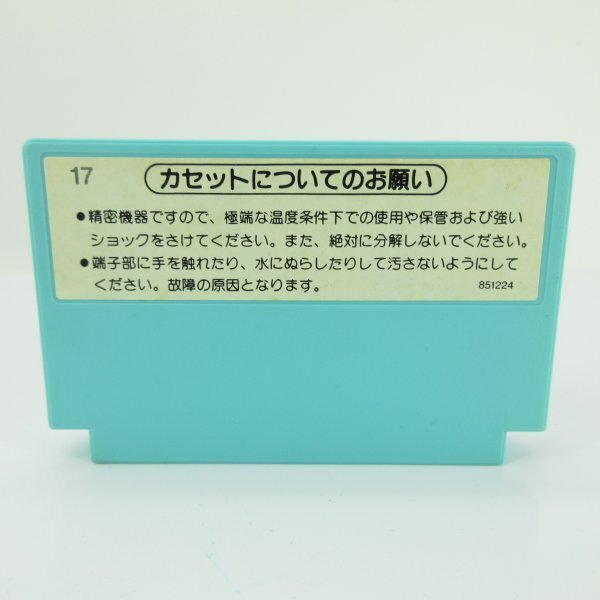 17
カセットについてのお願い
●精密機器ですので、極端な温度条件下での使用や保管および強い
ショックをさけてください。また、絶対に分解しないでください。
●端子部に手を触れたり、水にぬらしたりして汚さないようにして
ください。故障の原因となります。
851224